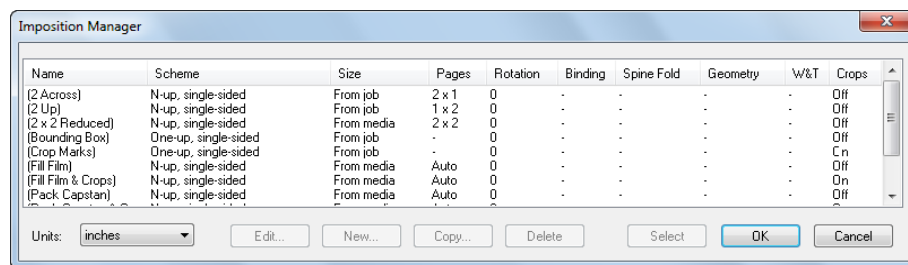 Imposition Manager
Name Scheme Size Pages Rotation Binding Spine Fold Geometry W&T Crops
(2 Across) N-up, single-sided From job 2 x 1 0 - - - - Off
(2 Up) N-up, single-sided From job 1 x 2 0 - - - - Off
(2 x 2 Reduced) N-up, single-sided From media 2 x 2 0 - - - - Off
(Bounding Box) One-up, single-sided From job - 0 - - - - Off
(Crop Marks) One-up, single-sided From job - 0 - - - - On
(Fill Film) N-up, single-sided From media Auto 0 - - - - Off
(Fill Film & Crops) N-up, single-sided From media Auto 0 - - - - On
(Pack Capstan) N-up, single-sided From media Auto 0 - - - - Off
Units: inches Edit... New... Copy... Delete Select OK Cancel